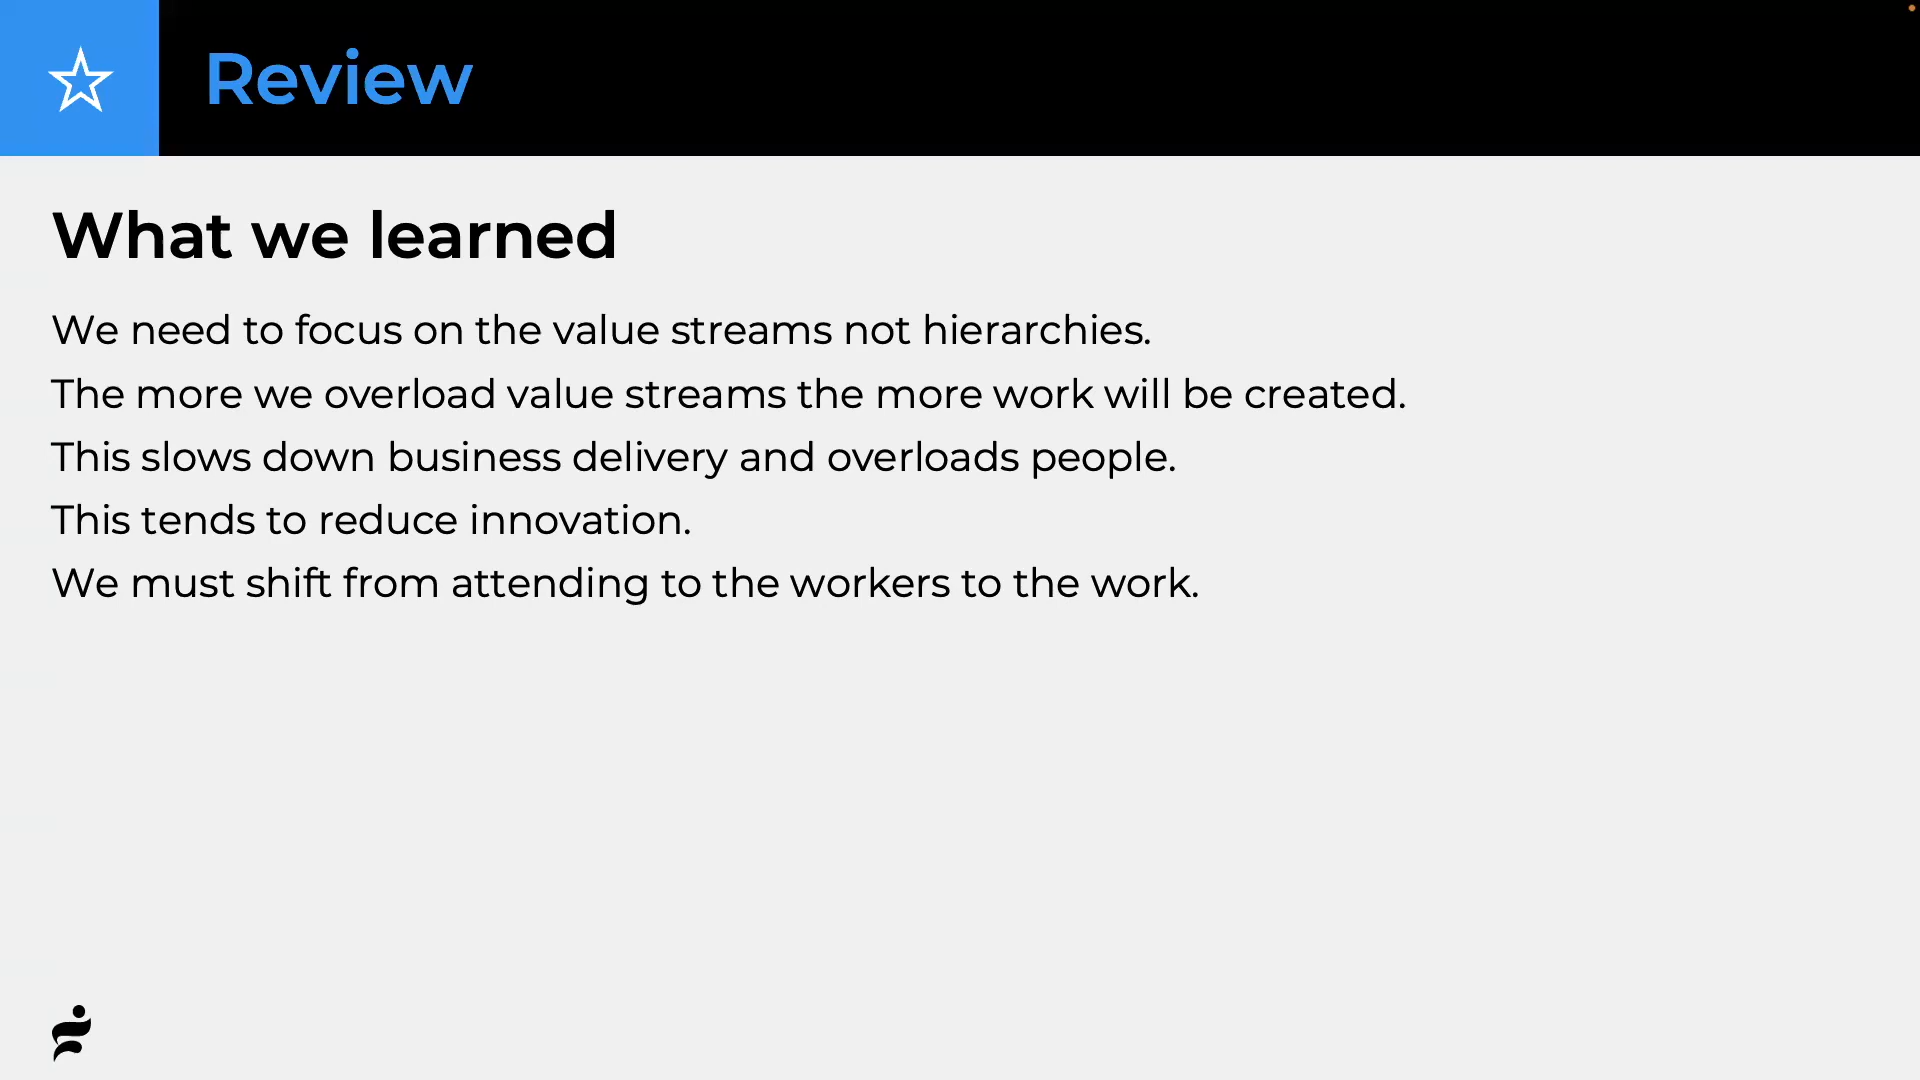 Review
What we learned
We need to focus on the value streams not hierarchies.
The more we overload value streams the more work will be created.
This slows down business delivery and overloads people.
This tends to reduce innovation.
We must shift from attending to the workers to the work.